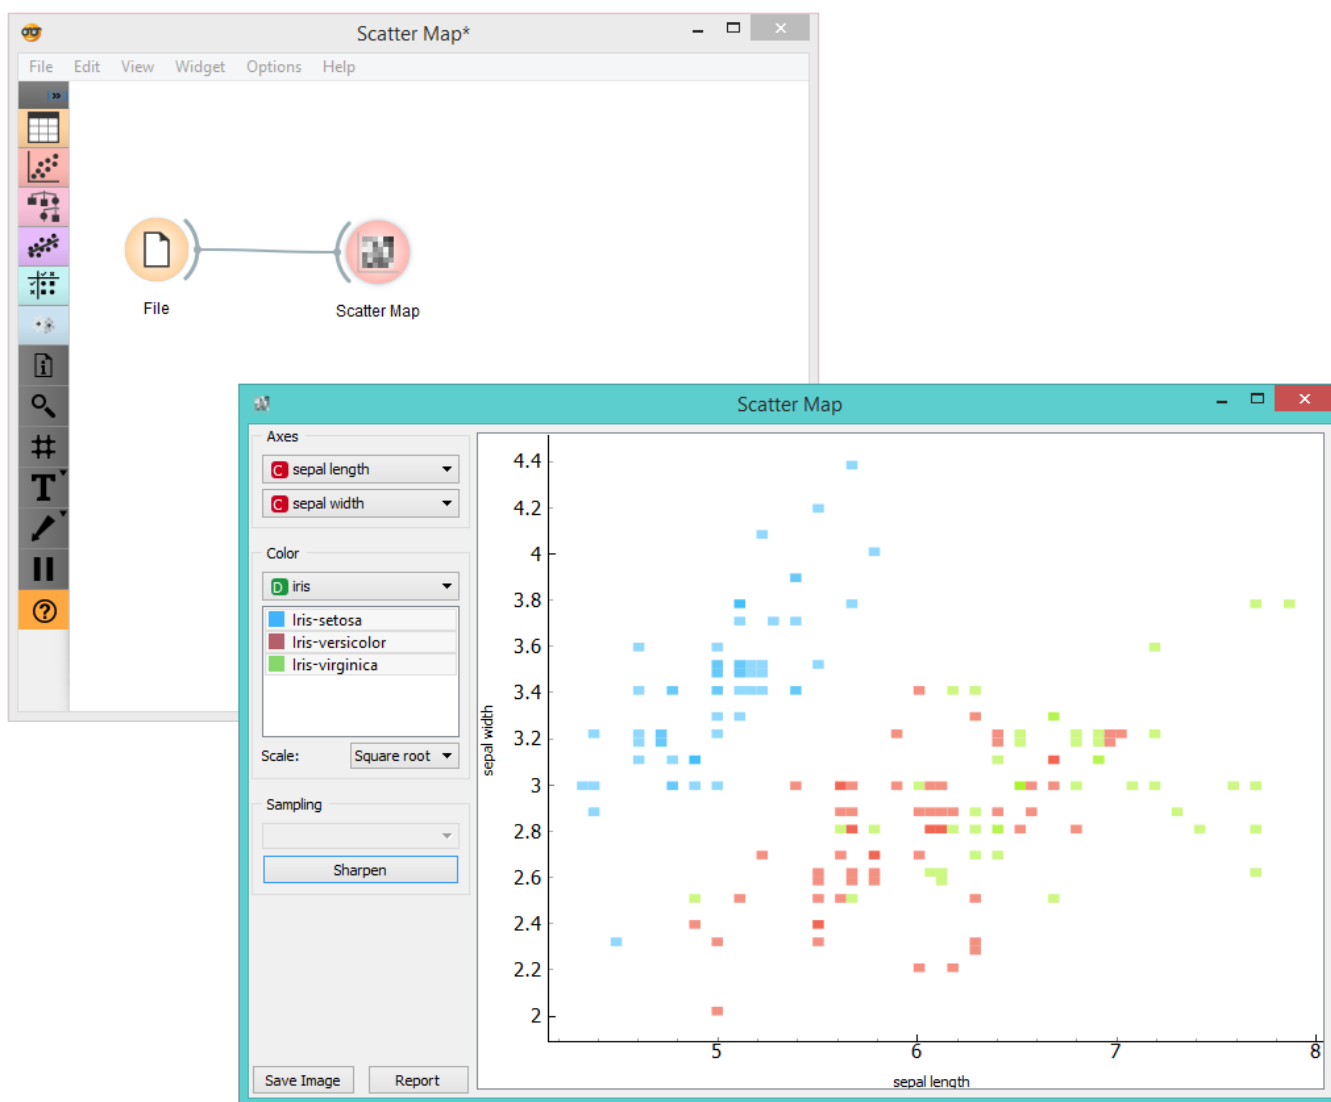 Scatter Map*
File Edit View Widget Options Help
File
Scatter Map
Scatter Map
Axes
C sepal length
C sepal width
Color
D iris
Iris-setosa
Iris-versicolor
Iris-virginica
Scale: Square root
Sampling
Sharpen
Save Image Report
4.4
4.2
4
3.8
3.6
3.4
3.2
3
2.8
2.6
2.4
2.2
2
sepal width
5 6 7 8
sepal length